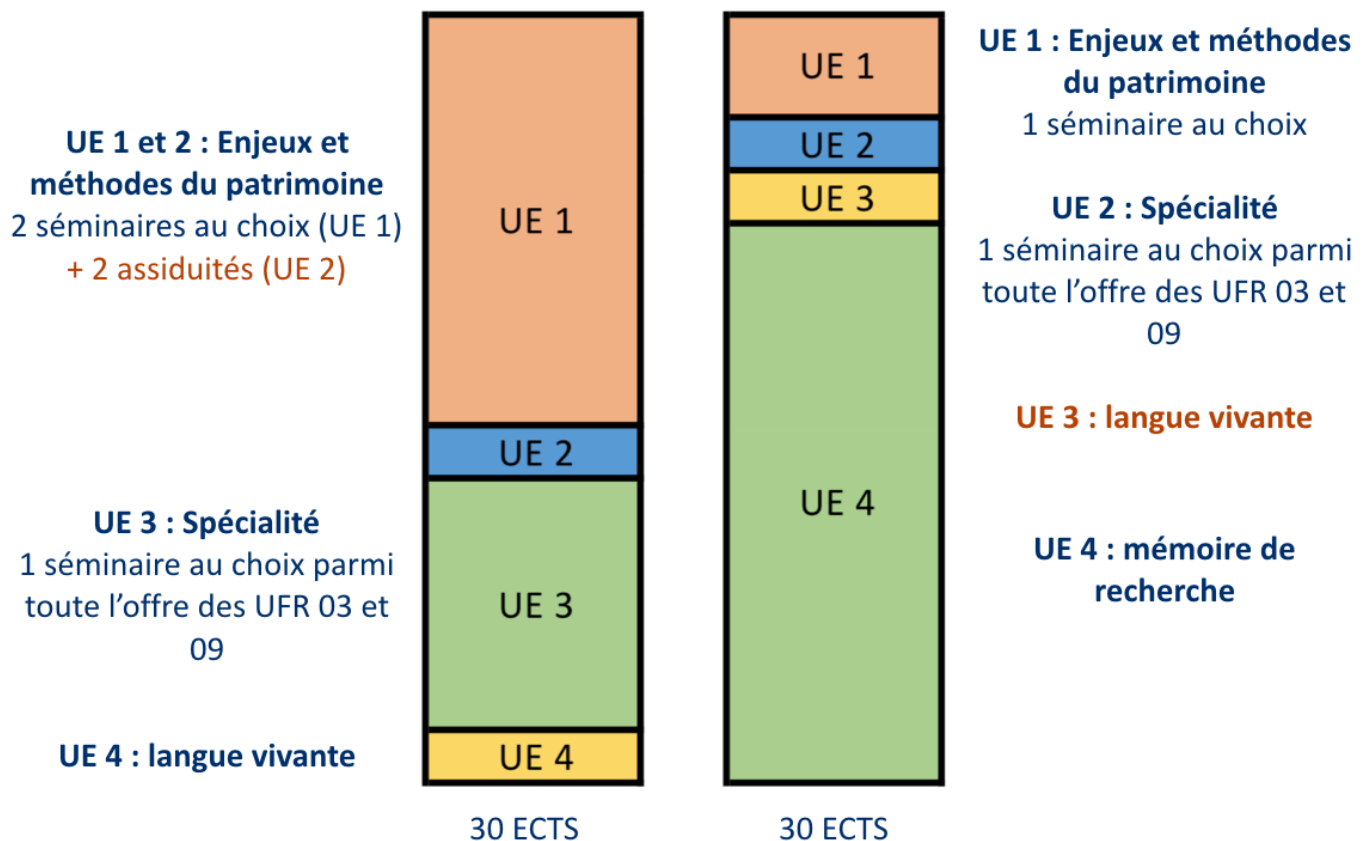 UE 1 et 2 : Enjeux et
méthodes du patrimoine
2 séminaires au choix (UE 1)
+ 2 assiduités (UE 2)
UE 3 : Spécialité
1 séminaire au choix parmi
toute l’offre des UFR 03 et
09
UE 4 : langue vivante
UE 1
UE 2
UE 3
UE 4
30 ECTS
UE 1
UE 2
UE 3
UE 4
30 ECTS
UE 1 : Enjeux et méthodes
du patrimoine
1 séminaire au choix
UE 2 : Spécialité
1 séminaire au choix parmi
toute l’offre des UFR 03 et
09
UE 3 : langue vivante
UE 4 : mémoire de
recherche